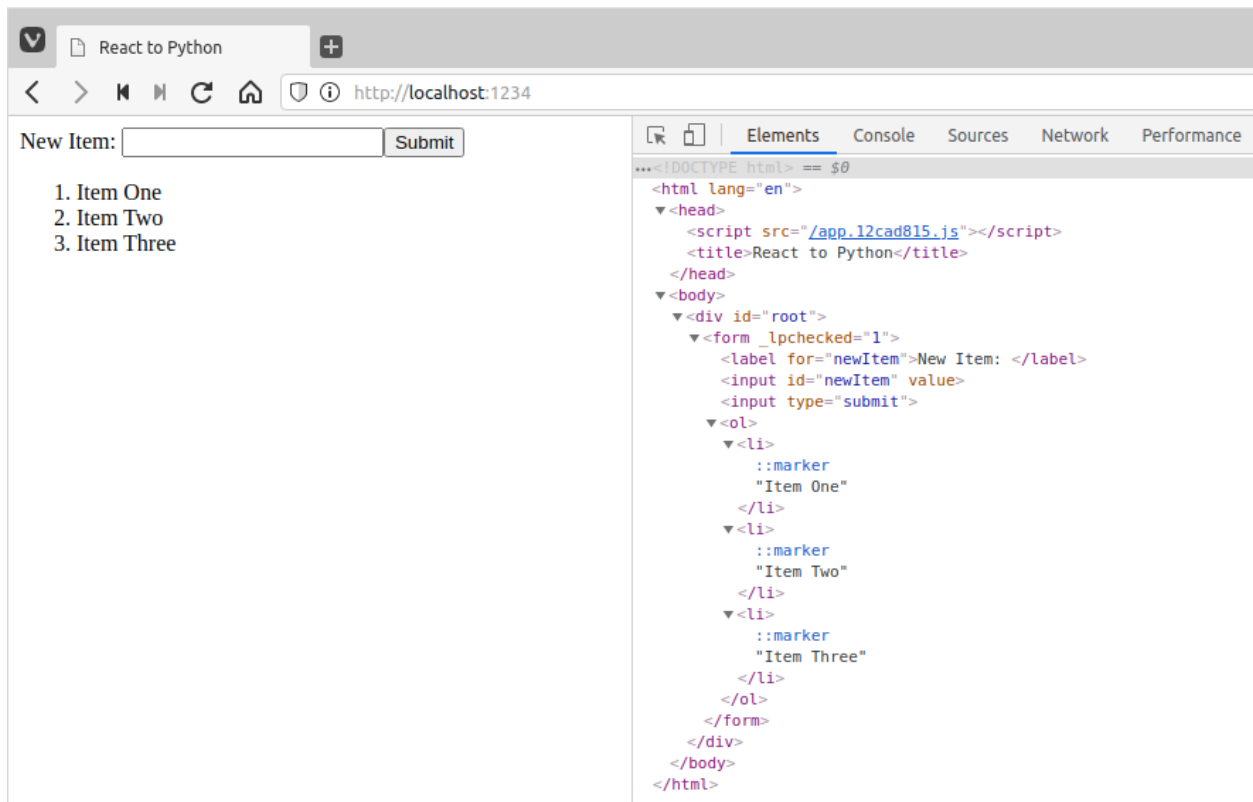 React to Python
http://localhost:1234
New Item: Submit
1. Item One
2. Item Two
3. Item Three
Elements Console Sources Network Performance
...<!DOCTYPE html> == $0
<html lang="en">
▼<head>
<script src="/app.12cad815.js"></script>
<title>React to Python</title>
</head>
▼<body>
▼<div id="root">
▼<form _lpchecked="1">
<label for="newItem">New Item: </label>
<input id="newItem" value>
<input type="submit">
▼<ol>
▼<li>
::marker
"Item One"
</li>
▼<li>
::marker
"Item Two"
</li>
▼<li>
::marker
"Item Three"
</li>
</ol>
</form>
</div>
</body>
</html>